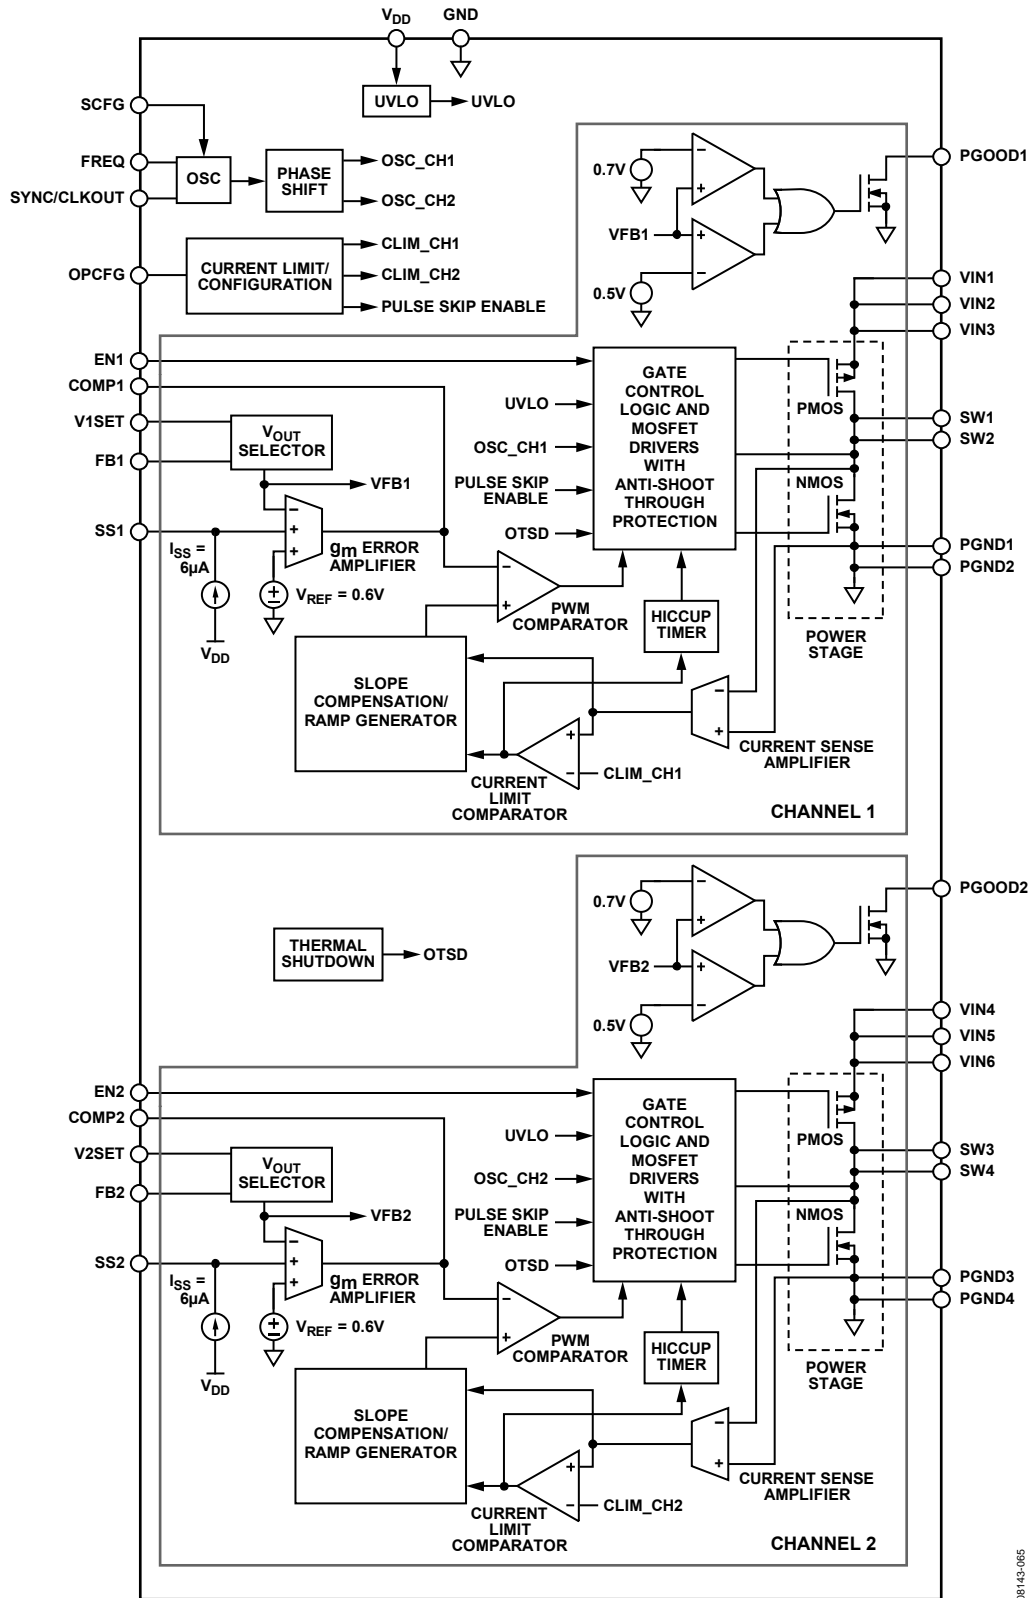 VDD
GND
UVLO
UVLO
SCFG
FREQ
SYNC/CLKOUT
OSC
PHASE
SHIFT
OSC_CH1
OSC_CH2
OPCFG
CURRENT LIMIT/
CONFIGURATION
CLIM_CH1
CLIM_CH2
PULSE SKIP ENABLE
0.7V
−
+
VFB1
+
−
0.5V
PGOOD1
VIN1
VIN2
VIN3
EN1
COMP1
V1SET
FB1
SS1
VOUT
SELECTOR
VFB1
−
+
+
gm ERROR
AMPLIFIER
ISS =
6µA
VDD
VREF = 0.6V
UVLO
OSC_CH1
PULSE SKIP
ENABLE
OTSD
GATE
CONTROL
LOGIC AND
MOSFET
DRIVERS
WITH
ANTI-SHOOT
THROUGH
PROTECTION
PMOS
NMOS
SW1
SW2
PGND1
PGND2
POWER
STAGE
−
+
PWM
COMPARATOR
HICCUP
TIMER
SLOPE
COMPENSATION/
RAMP GENERATOR
+
−
CLIM_CH1
CURRENT
LIMIT
COMPARATOR
−
+
CURRENT SENSE
AMPLIFIER
CHANNEL 1
THERMAL
SHUTDOWN
OTSD
0.7V
−
+
VFB2
+
−
0.5V
PGOOD2
VIN4
VIN5
VIN6
EN2
COMP2
V2SET
FB2
SS2
VOUT
SELECTOR
VFB2
−
+
+
gm ERROR
AMPLIFIER
ISS =
6µA
VDD
VREF = 0.6V
UVLO
OSC_CH2
PULSE SKIP
ENABLE
OTSD
GATE
CONTROL
LOGIC AND
MOSFET
DRIVERS
WITH
ANTI-SHOOT
THROUGH
PROTECTION
PMOS
NMOS
SW3
SW4
PGND3
PGND4
POWER
STAGE
−
+
PWM
COMPARATOR
HICCUP
TIMER
SLOPE
COMPENSATION/
RAMP GENERATOR
+
−
CLIM_CH2
CURRENT
LIMIT
COMPARATOR
−
+
CURRENT SENSE
AMPLIFIER
CHANNEL 2
08143-065